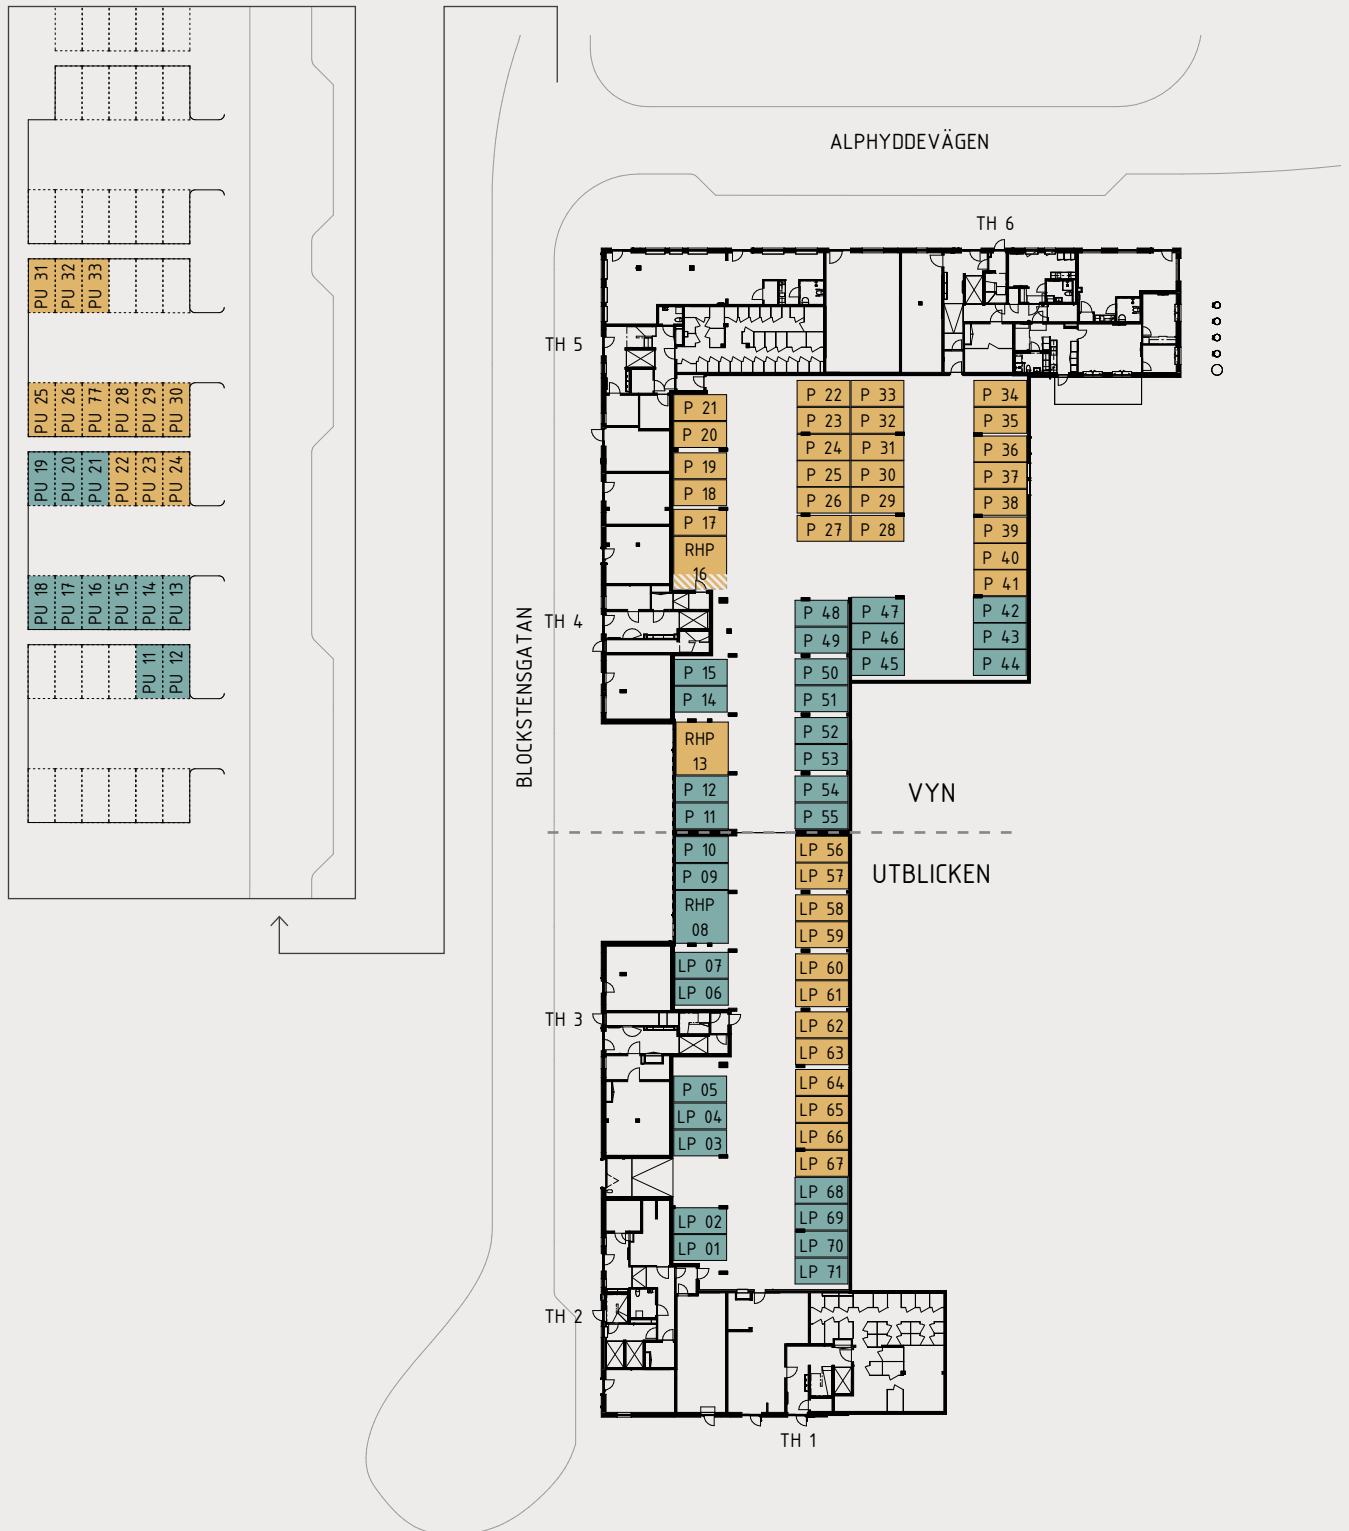 ALPHYDDEVÄGEN
TH 6
TH 5
TH 4
TH 3
TH 2
TH 1
BLOCKSTENSGATAN
VYN
UTBLICKEN
PU 31
PU 32
PU 33
PU 25
PU 26
PU 77
PU 28
PU 29
PU 30
PU 19
PU 20
PU 21
PU 22
PU 23
PU 24
PU 18
PU 17
PU 16
PU 15
PU 14
PU 13
PU 11
PU 12
P 21
P 20
P 19
P 18
P 17
RHP
16
P 15
P 14
RHP
13
P 12
P 11
P 10
P 09
RHP
08
LP 07
LP 06
P 05
LP 04
LP 03
LP 02
LP 01
P 22
P 23
P 24
P 25
P 26
P 27
P 33
P 32
P 31
P 30
P 29
P 28
P 34
P 35
P 36
P 37
P 38
P 39
P 40
P 41
P 42
P 43
P 44
P 47
P 46
P 45
P 48
P 49
P 50
P 51
P 52
P 53
P 54
P 55
LP 56
LP 57
LP 58
LP 59
LP 60
LP 61
LP 62
LP 63
LP 64
LP 65
LP 66
LP 67
LP 68
LP 69
LP 70
LP 71